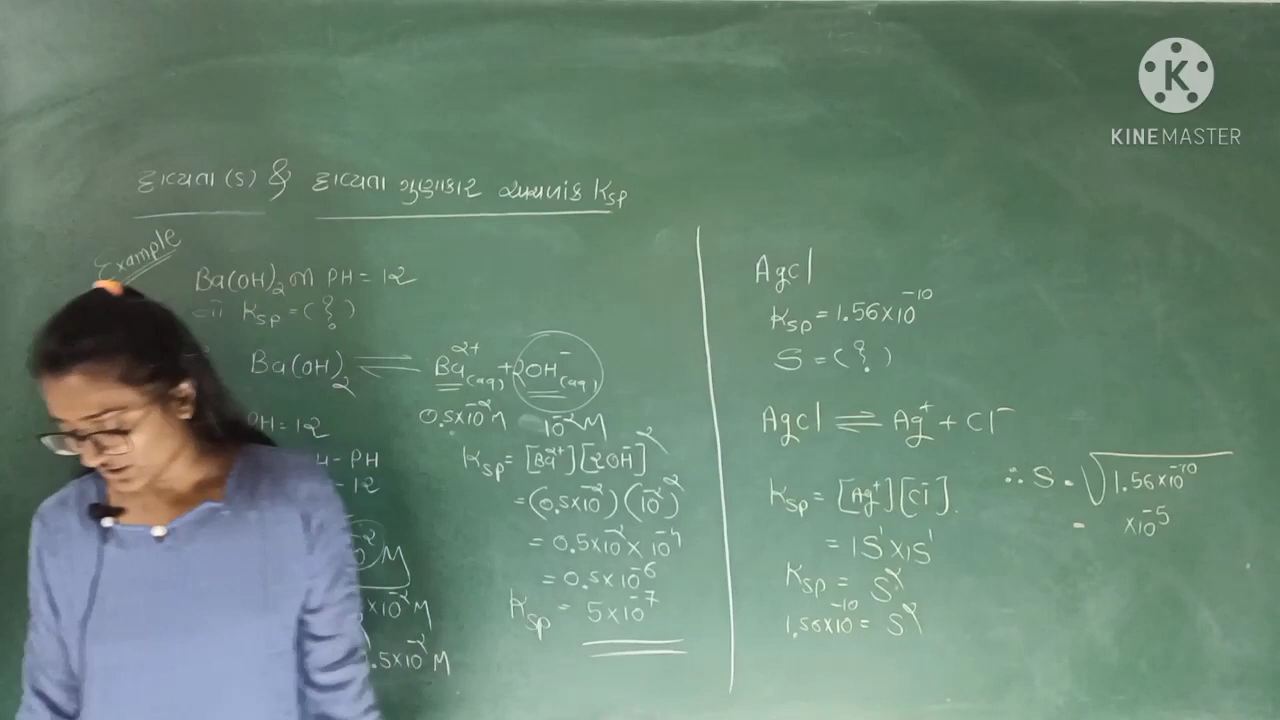 દ્રાવ્યતા (S) & દ્રાવ્યતા ગુણાકાર અચળાંક Ksp
Example
Ba(OH)₂ ની PH = 12
Ksp = (?)
Ba(OH)₂ ⇌ Ba²⁺(aq) + 2OH⁻(aq)
0.5×10⁻² M 10⁻² M
PH = 12
- PH
- 12
⁻² M
×10⁻² M
.5×10⁻² M
Ksp = [Ba²⁺][2OH⁻]²
= (0.5×10⁻²)(10⁻²)²
= 0.5×10⁻² × 10⁻⁴
= 0.5×10⁻⁶
Ksp = 5×10⁻⁷
AgCl
Ksp = 1.56×10⁻¹⁰
S = (?)
AgCl ⇌ Ag⁺ + Cl⁻
Ksp = [Ag⁺][Cl⁻].
= 1S¹×1S¹
Ksp = S²
1.56×10⁻¹⁰ = S²
∴ S = √1.56×10⁻¹⁰
= ×10⁻⁵
KINEMASTER